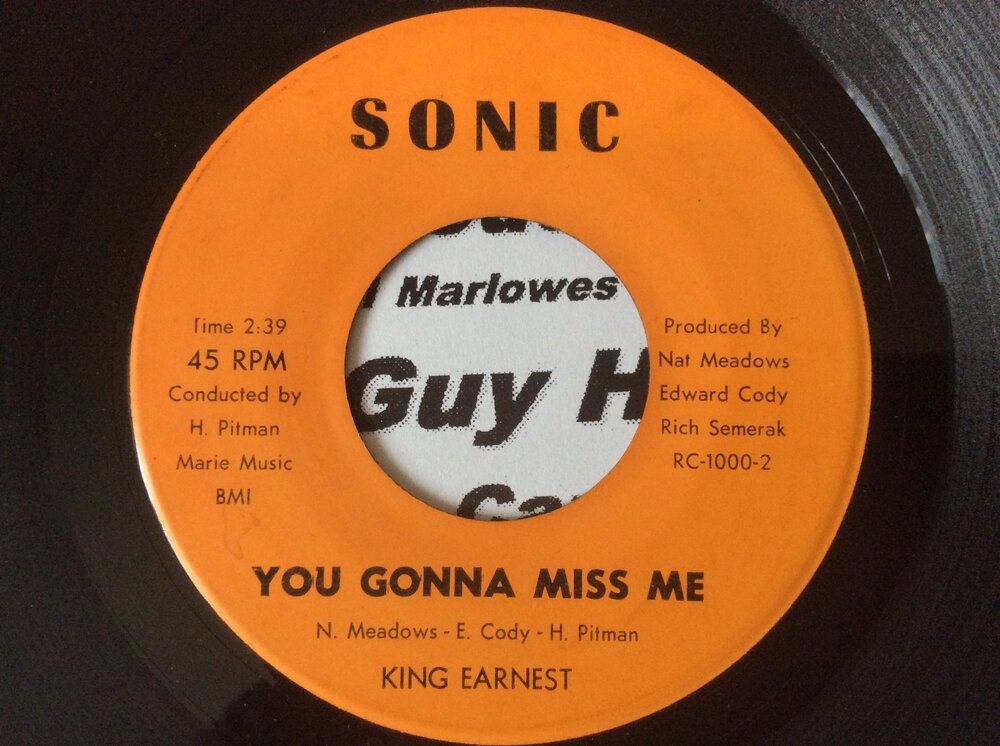 SONIC
Time 2:39
45 RPM
Conducted by
H. Pitman
Marie Music
BMI
Marlowes
Guy H
Produced By
Nat Meadows
Edward Cody
Rich Semerak
RC-1000-2
YOU GONNA MISS ME
N. Meadows - E. Cody - H. Pitman
KING EARNEST